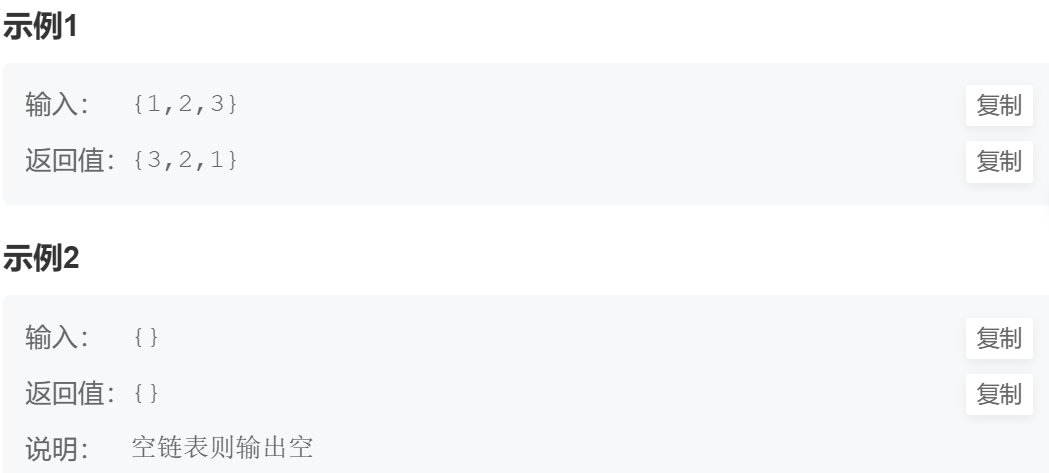 示例1
输入： {1,2,3} 复制
返回值：{3,2,1} 复制
示例2
输入： {} 复制
返回值：{} 复制
说明： 空链表则输出空